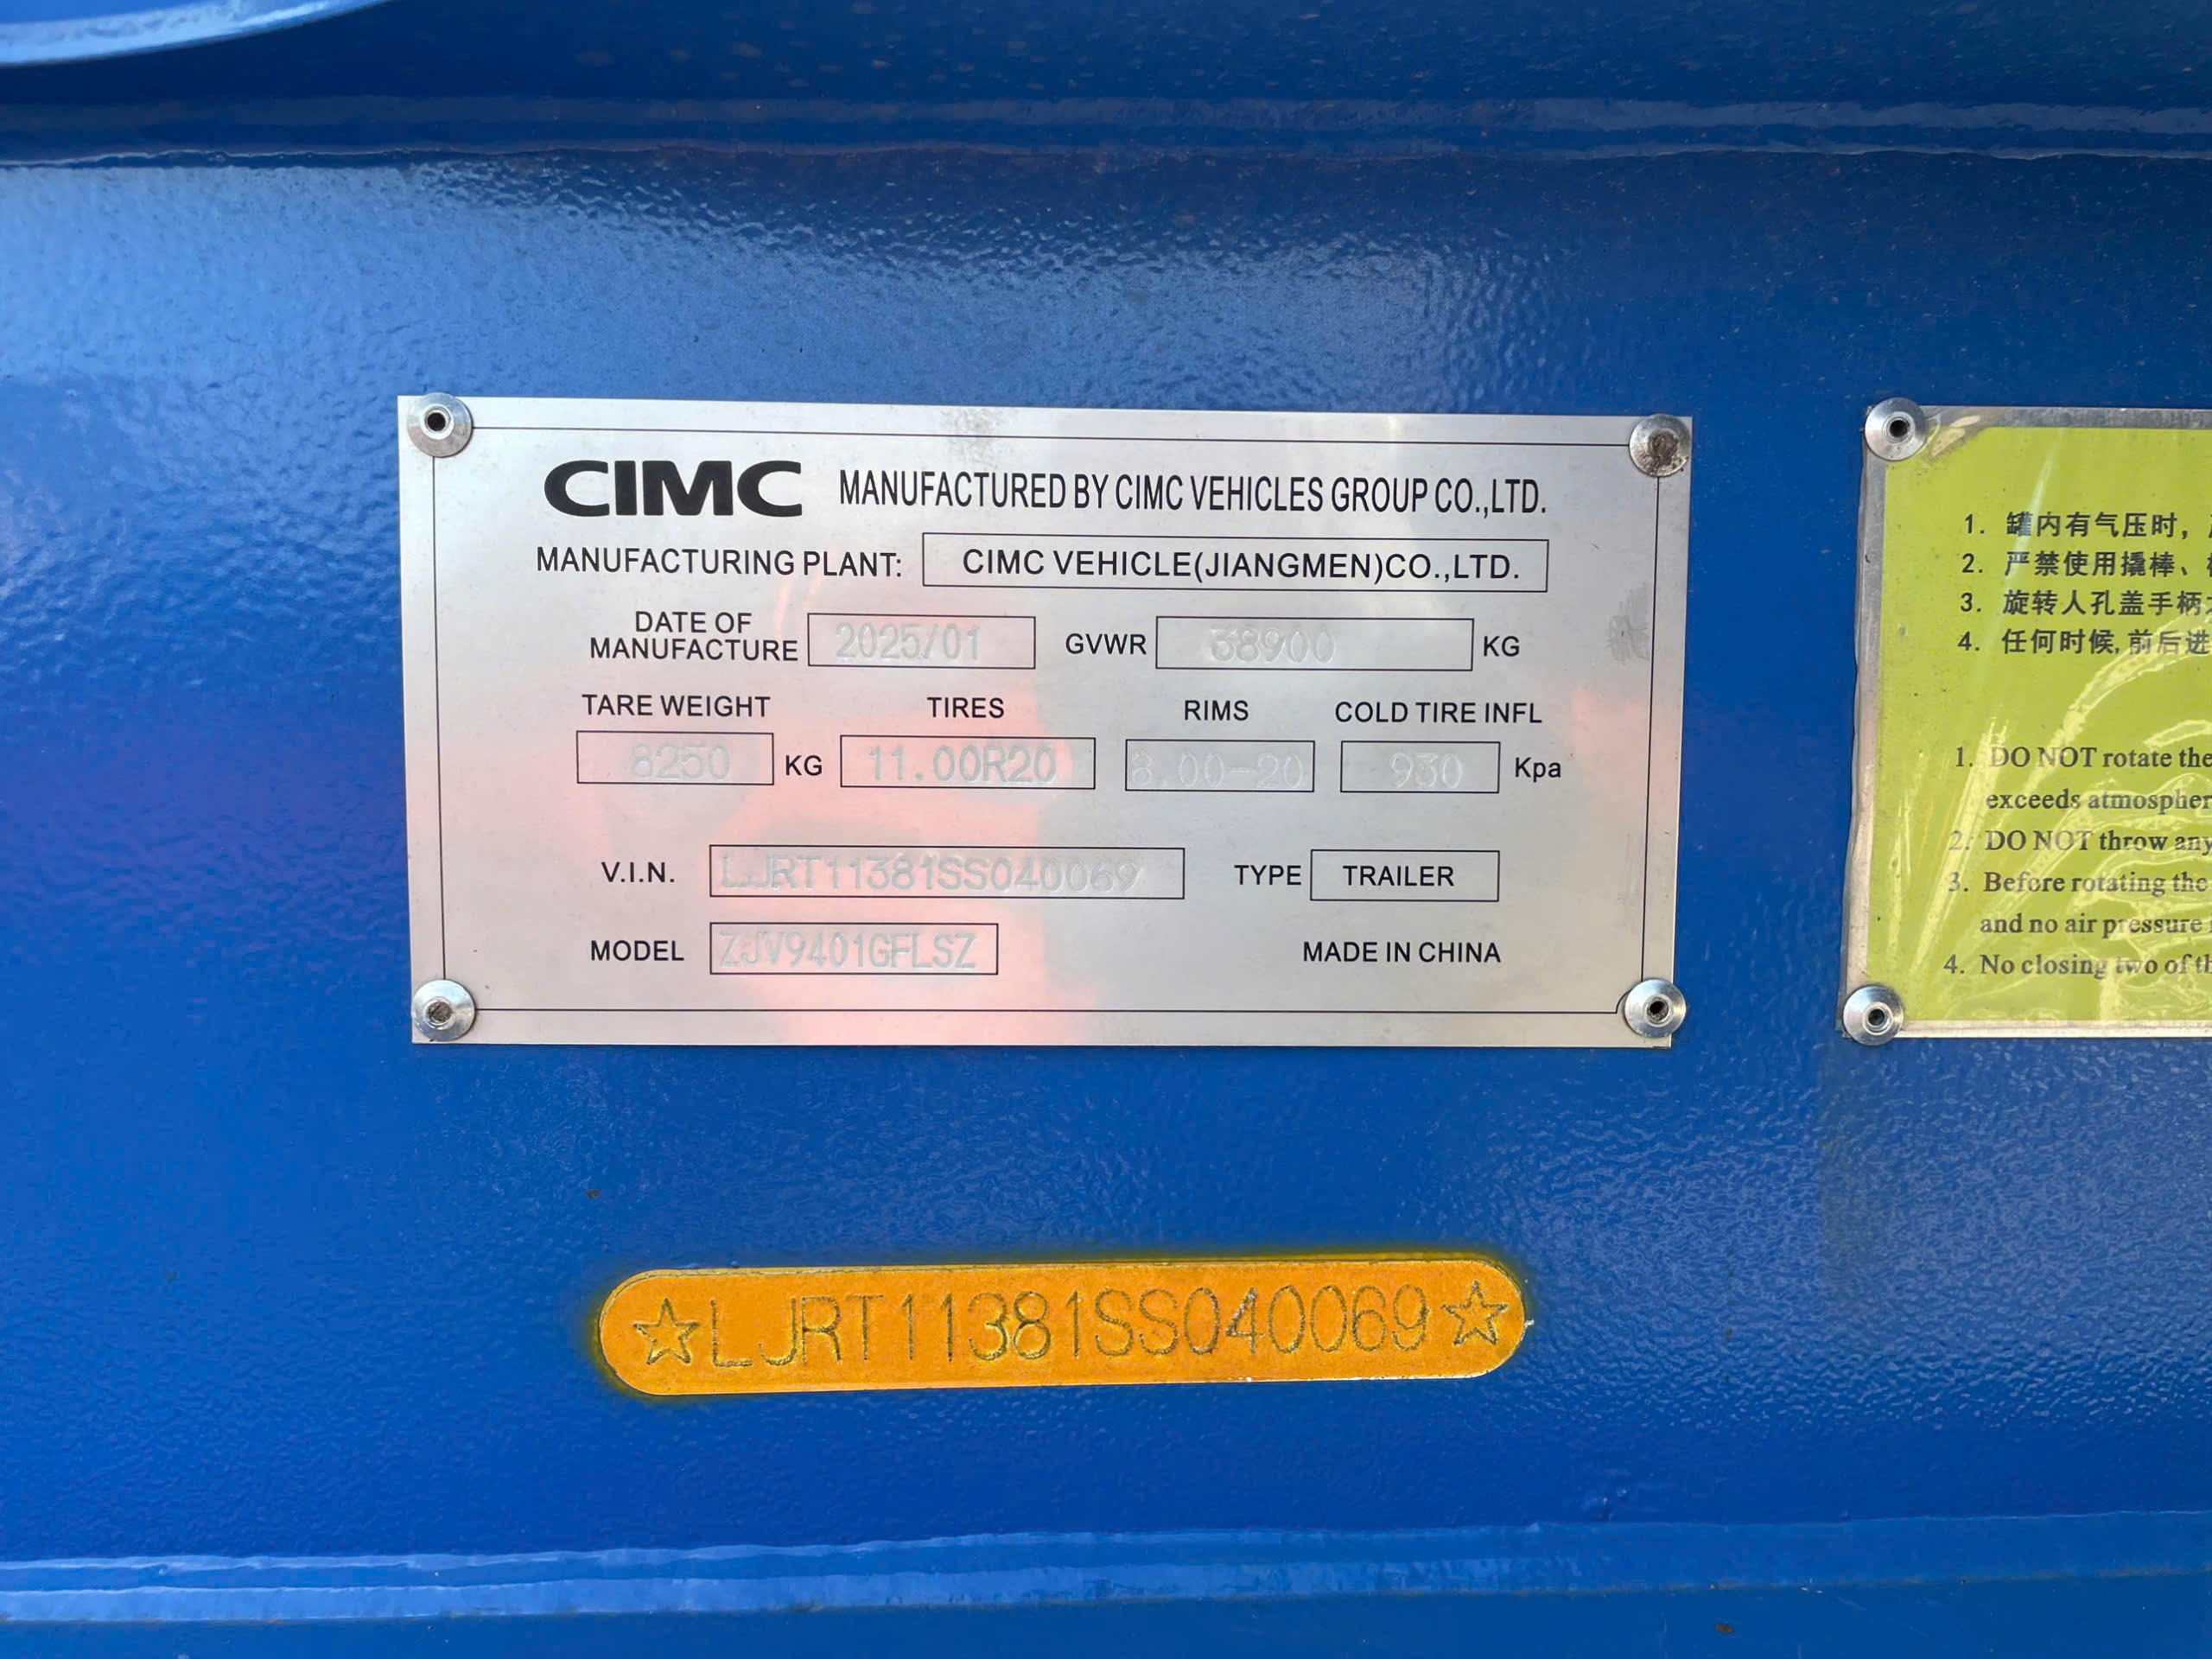 CIMC MANUFACTURED BY CIMC VEHICLES GROUP CO.,LTD.
MANUFACTURING PLANT: CIMC VEHICLE(JIANGMEN)CO.,LTD.
DATE OF MANUFACTURE 2025/01 GVWR 38900 KG
TARE WEIGHT TIRES RIMS COLD TIRE INFL
8250 KG 11.00R20 8.00-20 930 Kpa
V.I.N. LJRT11381SS040069 TYPE TRAILER
MODEL ZJV9401GFLSZ MADE IN CHINA
☆LJRT11381SS040069☆
1. 罐内有气压时，
2. 严禁使用撬棒、
3. 旋转人孔盖手柄
4. 任何时候,前后进
1. DO NOT rotate the
exceeds atmospher
2. DO NOT throw any
3. Before rotating the
and no air pressure
4. No closing two of th